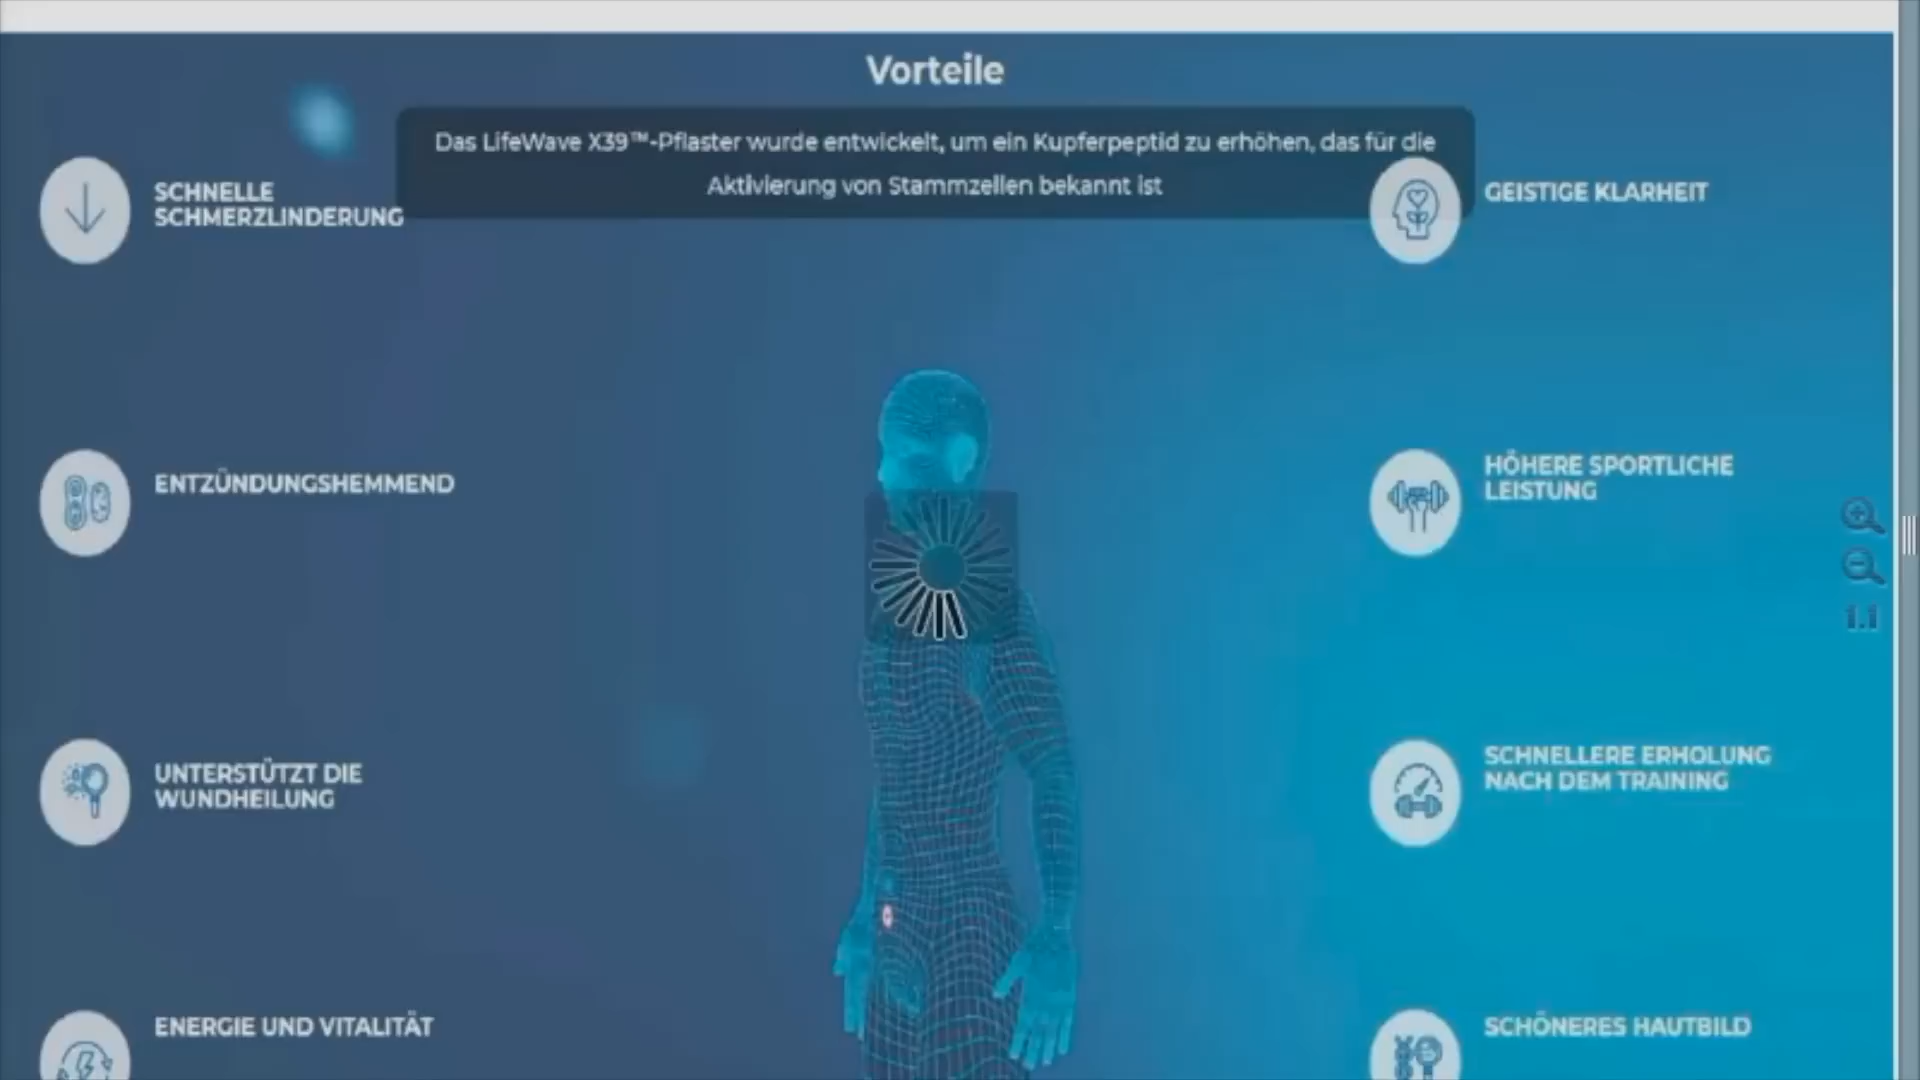 Vorteile
Das LifeWave X39™-Pflaster wurde entwickelt, um ein Kupferpeptid zu erhöhen, das für die
Aktivierung von Stammzellen bekannt ist
SCHNELLE
SCHMERZLINDERUNG
GEISTIGE KLARHEIT
ENTZÜNDUNGSHEMMEND
HÖHERE SPORTLICHE
LEISTUNG
UNTERSTÜTZT DIE
WUNDHEILUNG
SCHNELLERE ERHOLUNG
NACH DEM TRAINING
ENERGIE UND VITALITÄT
SCHÖNERES HAUTBILD
1:1